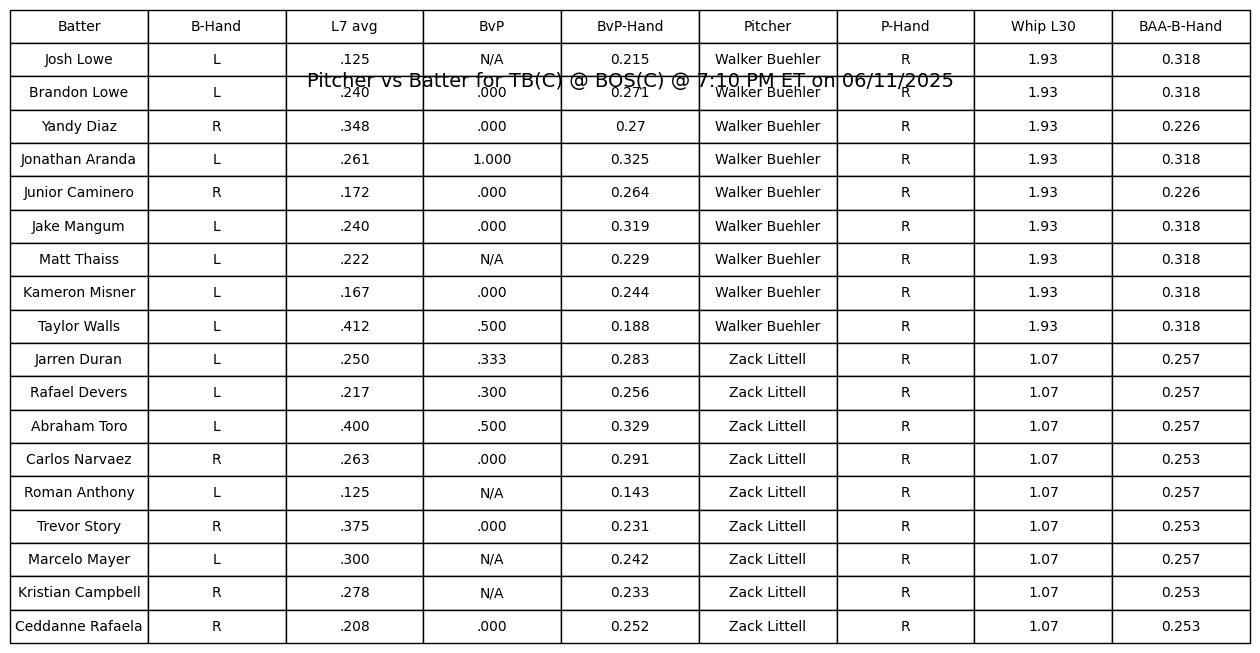 Batter B-Hand L7 avg BvP BvP-Hand Pitcher P-Hand Whip L30 BAA-B-Hand
Josh Lowe L .125 N/A 0.215 Walker Buehler R 1.93 0.318
Pitcher vs Batter for TB(C) @ BOS(C) @ 7:10 PM ET on 06/11/2025
Brandon Lowe L .240 .000 0.271 Walker Buehler R 1.93 0.318
Yandy Diaz R .348 .000 0.27 Walker Buehler R 1.93 0.226
Jonathan Aranda L .261 1.000 0.325 Walker Buehler R 1.93 0.318
Junior Caminero R .172 .000 0.264 Walker Buehler R 1.93 0.226
Jake Mangum L .240 .000 0.319 Walker Buehler R 1.93 0.318
Matt Thaiss L .222 N/A 0.229 Walker Buehler R 1.93 0.318
Kameron Misner L .167 .000 0.244 Walker Buehler R 1.93 0.318
Taylor Walls L .412 .500 0.188 Walker Buehler R 1.93 0.318
Jarren Duran L .250 .333 0.283 Zack Littell R 1.07 0.257
Rafael Devers L .217 .300 0.256 Zack Littell R 1.07 0.257
Abraham Toro L .400 .500 0.329 Zack Littell R 1.07 0.257
Carlos Narvaez R .263 .000 0.291 Zack Littell R 1.07 0.253
Roman Anthony L .125 N/A 0.143 Zack Littell R 1.07 0.257
Trevor Story R .375 .000 0.231 Zack Littell R 1.07 0.253
Marcelo Mayer L .300 N/A 0.242 Zack Littell R 1.07 0.257
Kristian Campbell R .278 N/A 0.233 Zack Littell R 1.07 0.253
Ceddanne Rafaela R .208 .000 0.252 Zack Littell R 1.07 0.253